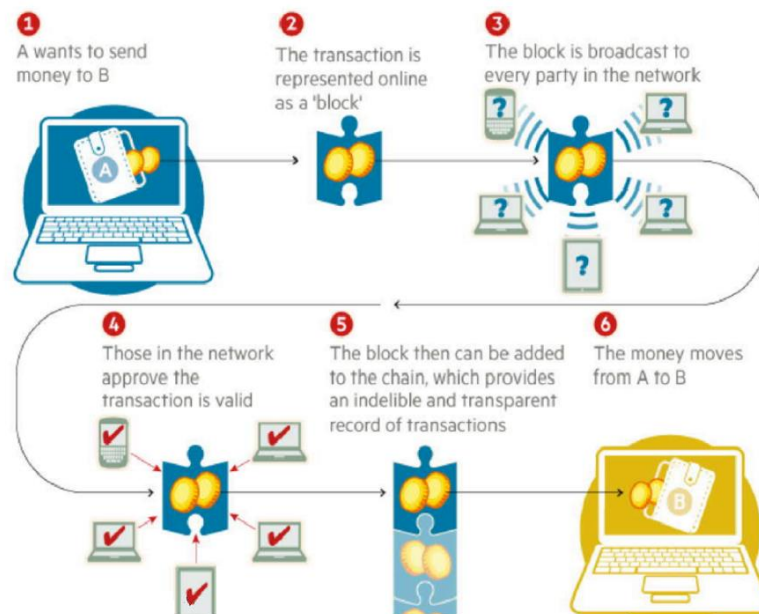 1
A wants to send
money to B
A
2
The transaction is
represented online
as a 'block'
3
The block is broadcast to
every party in the network
?
?
?
?
?
4
Those in the network
approve the
transaction is valid
5
The block then can be added
to the chain, which provides
an indelible and transparent
record of transactions
6
The money moves
from A to B
B